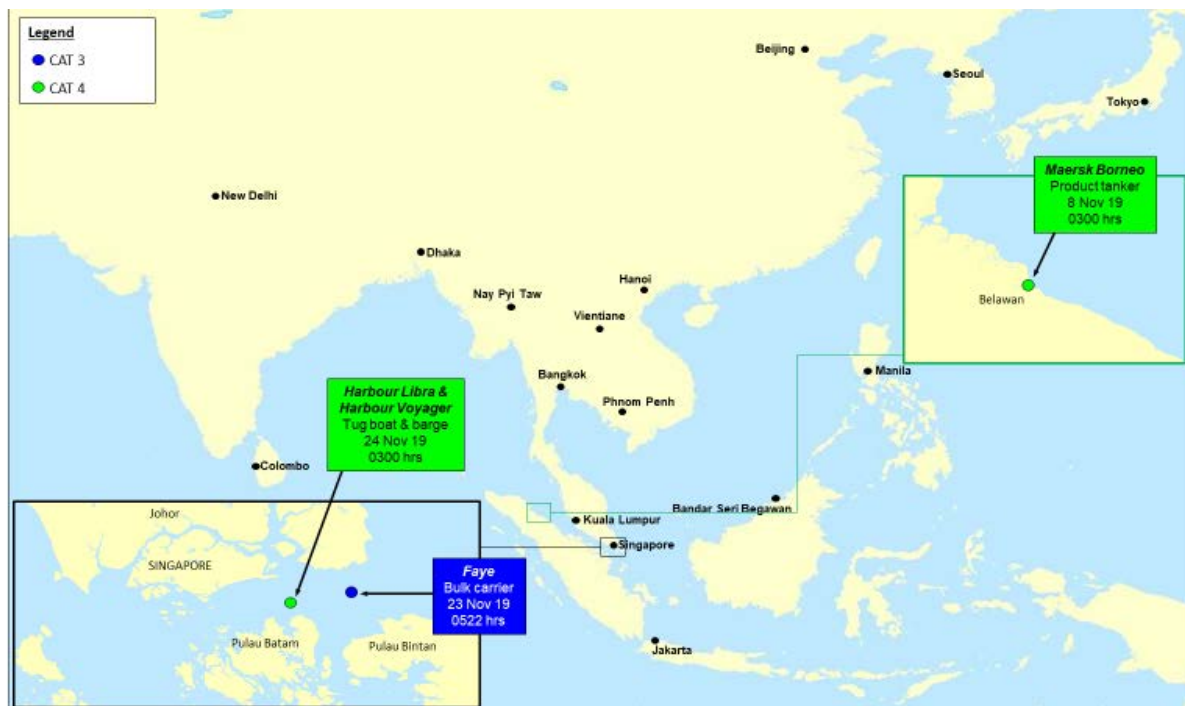 Legend
CAT 3
CAT 4
Beijing
Seoul
Tokyo
New Delhi
Dhaka
Nay Pyi Taw
Hanoi
Vientiane
Bangkok
Phnom Penh
Manila
Colombo
Bandar Seri Begawan
Kuala Lumpur
Singapore
Jakarta
Maersk Borneo
Product tanker
8 Nov 19
0300 hrs
Belawan
Harbour Libra &
Harbour Voyager
Tug boat & barge
24 Nov 19
0300 hrs
Johor
SINGAPORE
Pulau Batam
Pulau Bintan
Faye
Bulk carrier
23 Nov 19
0522 hrs